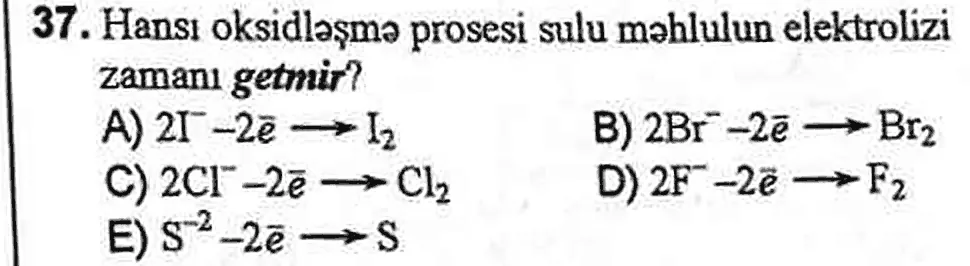 37. Hansı oksidləşmə prosesi sulu məhlulun elektrolizi
zamanı getmir?
A) 2I⁻ –2ē ⟶ I₂ B) 2Br⁻ –2ē ⟶ Br₂
C) 2Cl⁻ –2ē ⟶ Cl₂ D) 2F⁻ –2ē ⟶ F₂
E) S⁻² –2ē ⟶ S